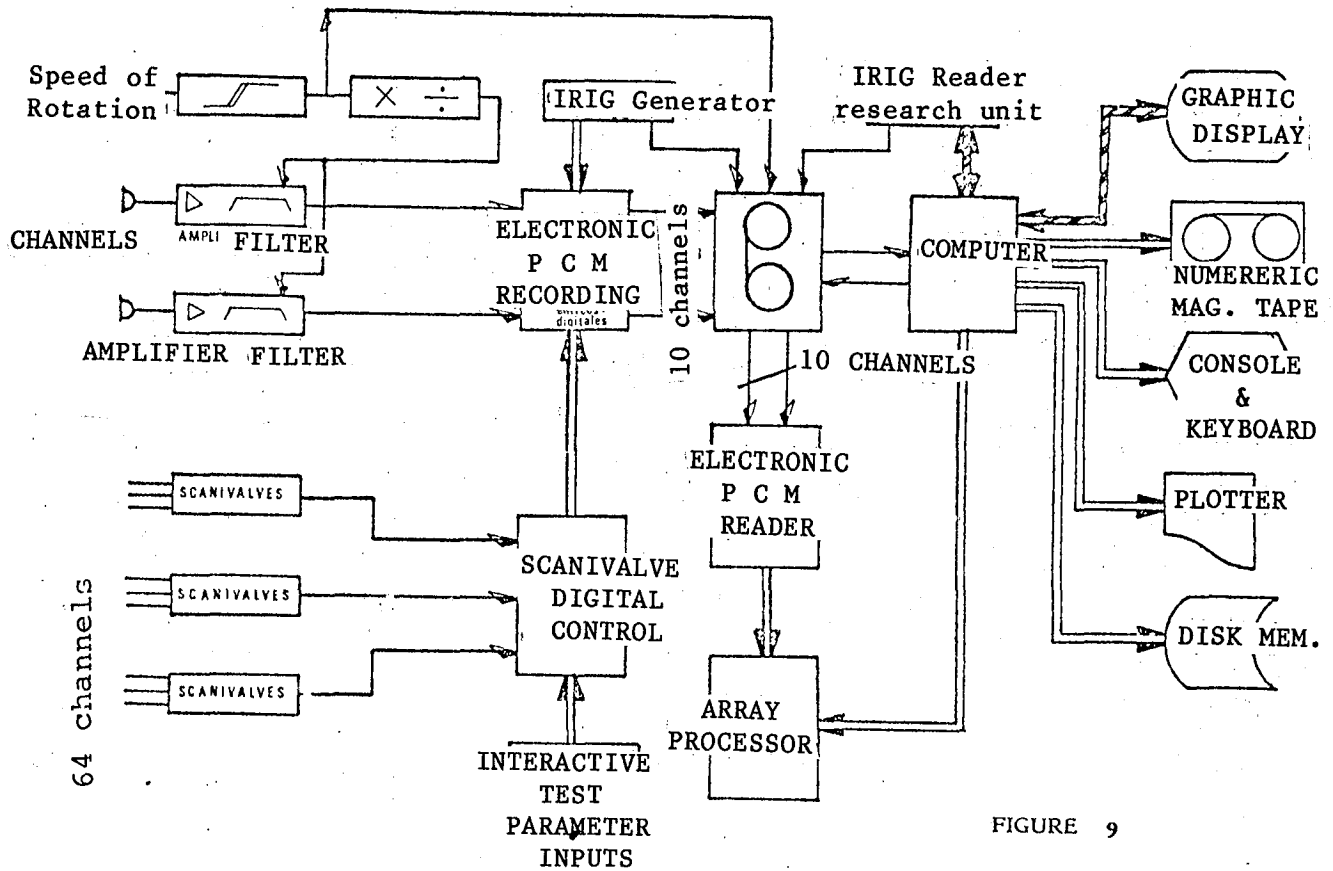 Speed of
Rotation
× ÷
IRIG Generator
IRIG Reader
research unit
GRAPHIC
DISPLAY
CHANNELS
AMPLI FILTER
ELECTRONIC
P C M
RECORDING
digitales
10 channels
COMPUTER
NUMERERIC
MAG. TAPE
AMPLIFIER FILTER
10 CHANNELS
CONSOLE
&
KEYBOARD
ELECTRONIC
P C M
READER
PLOTTER
64 channels
SCANIVALVES
SCANIVALVES
SCANIVALVES
SCANIVALVE
DIGITAL
CONTROL
DISK MEM.
ARRAY
PROCESSOR
INTERACTIVE
TEST
PARAMETER
INPUTS
FIGURE 9